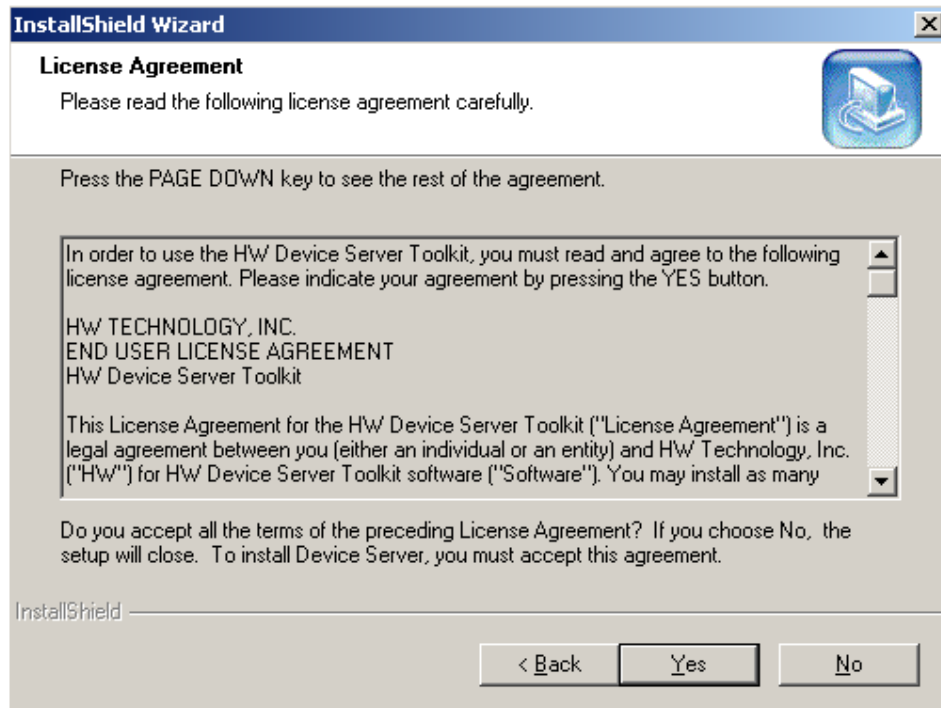 InstallShield Wizard
License Agreement
Please read the following license agreement carefully.
Press the PAGE DOWN key to see the rest of the agreement.
In order to use the HW Device Server Toolkit, you must read and agree to the following
license agreement. Please indicate your agreement by pressing the YES button.
HW TECHNOLOGY, INC.
END USER LICENSE AGREEMENT
HW Device Server Toolkit
This License Agreement for the HW Device Server Toolkit ("License Agreement") is a
legal agreement between you (either an individual or an entity) and HW Technology, Inc.
("HW") for HW Device Server Toolkit software ("Software"). You may install as many
Do you accept all the terms of the preceding License Agreement?  If you choose No,  the
setup will close.  To install Device Server, you must accept this agreement.
InstallShield
< Back
Yes
No